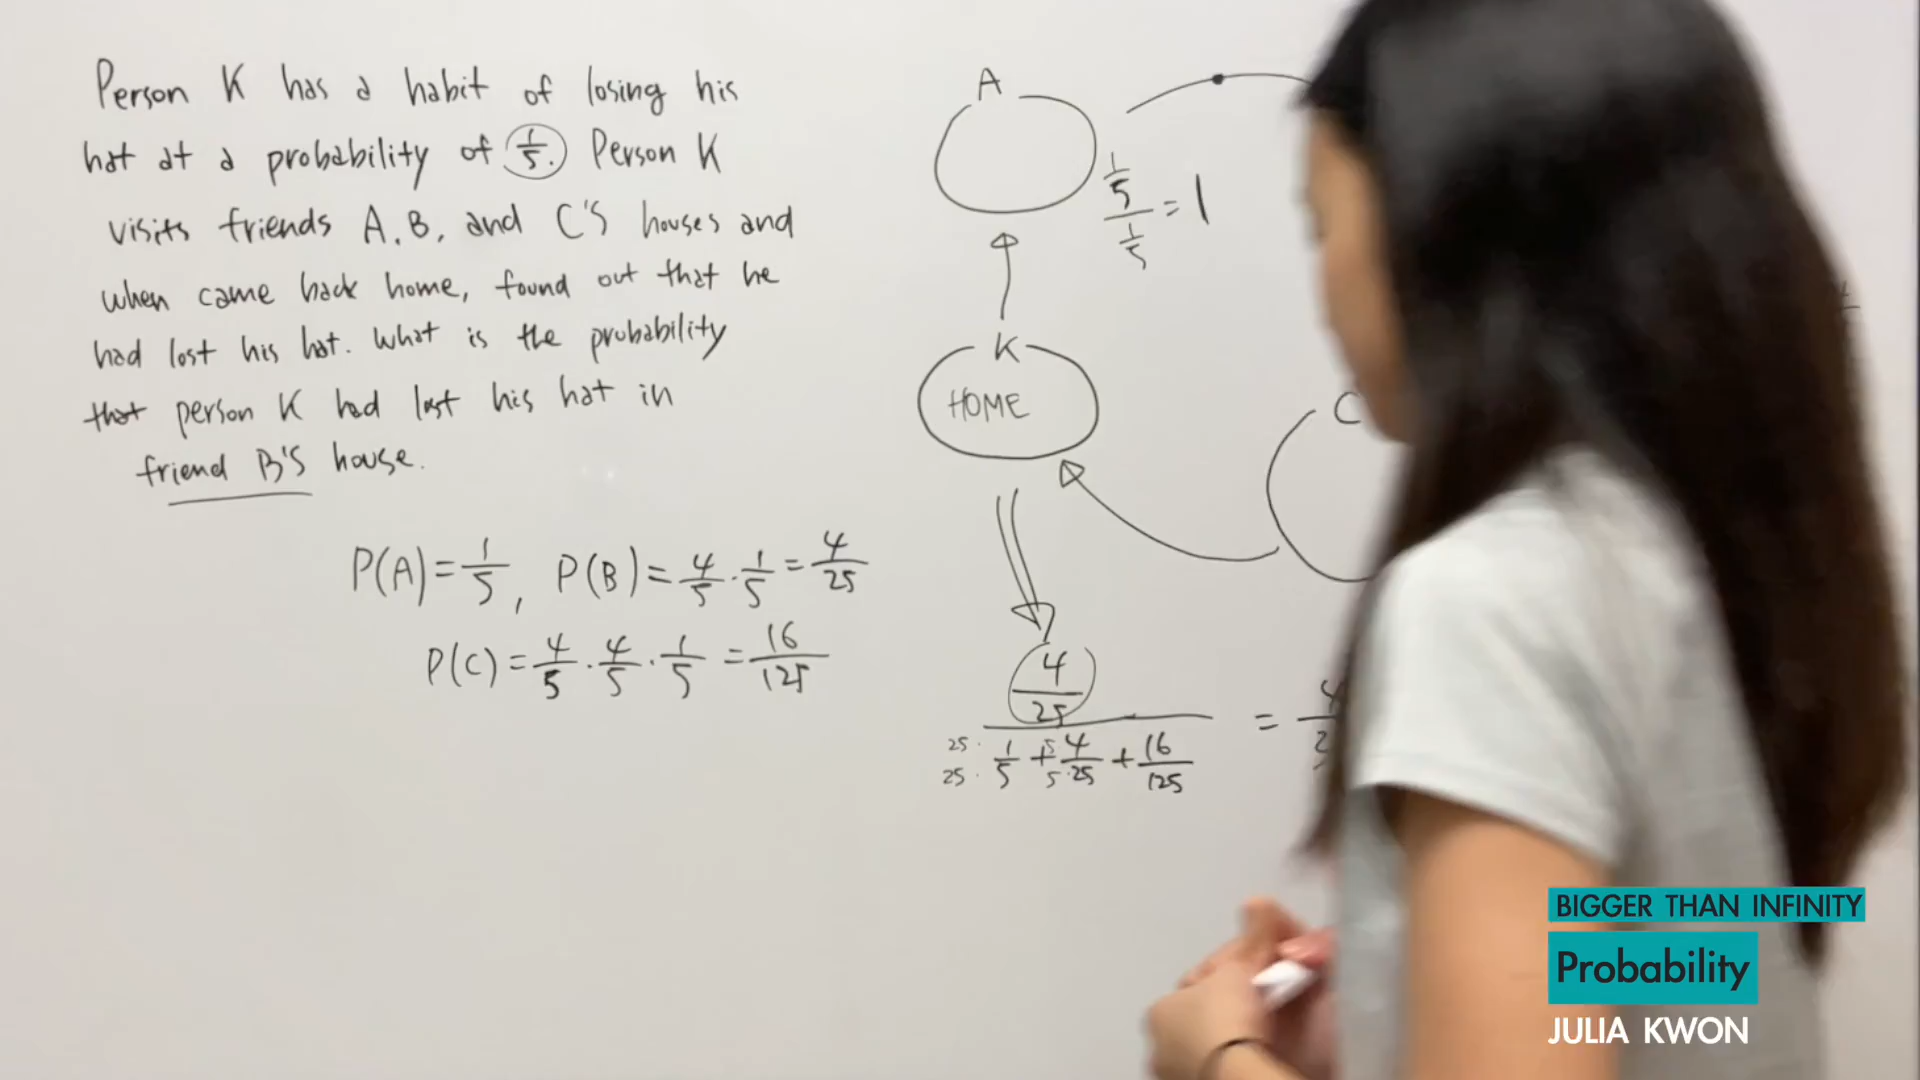 Person K has a habit of losing his
hat at a probability of 1/5. Person K
visits friends A, B, and C'S houses and
when came back home, found out that he
had lost his hat. What is the probability
that person K had lost his hat in
friend B'S house.
P(A) = 1/5, P(B) = 4/5 · 1/5 = 4/25
P(C) = 4/5 · 4/5 · 1/5 = 16/125
A
1/5 / 1/5 = 1
K
HOME
C
4/25
25· 1/5 + 5· 4/25 + 16/125 =
25· 5·
BIGGER THAN INFINITY
Probability
JULIA KWON